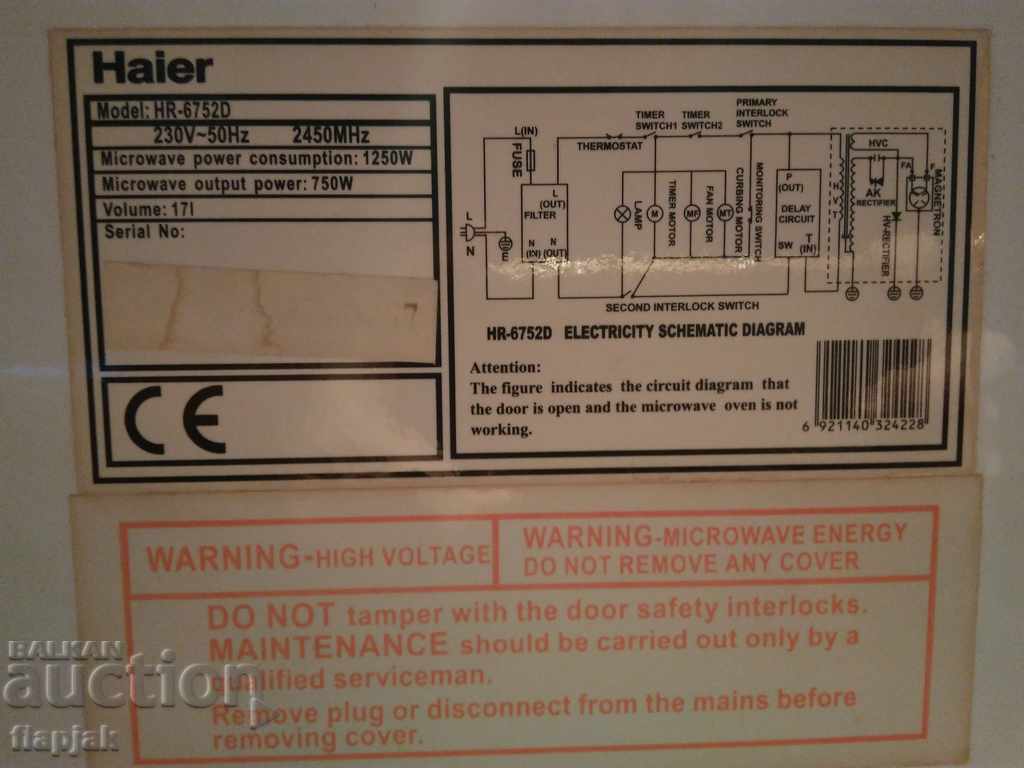 Haier
Model: HR-6752D
230V~50Hz 2450MHz
Microwave power consumption: 1250W
Microwave output power: 750W
Volume: 17l
Serial No:
CE
L(IN)
FUSE
L
(OUT)
FILTER
N
(IN)
N
(OUT)
L
N
E
THERMOSTAT
TIMER
SWITCH1
TIMER
SWITCH2
PRIMARY
INTERLOCK
SWITCH
LAMP
M
TIMER MOTOR
MF
FAN MOTOR
MT
CURBING MOTOR
MONITORING SWITCH
P
(OUT)
DELAY
CIRCUIT
T
SW
(IN)
H.V.T
HVC
AK
RECTIFIER
HV-RECTIFIER
FA
F
MAGNETRON
SECOND INTERLOCK SWITCH
HR-6752D ELECTRICITY SCHEMATIC DIAGRAM
Attention:
The figure indicates the circuit diagram that
the door is open and the microwave oven is not
working.
6 921140 324228
WARNING-HIGH VOLTAGE
WARNING-MICROWAVE ENERGY
DO NOT REMOVE ANY COVER
DO NOT tamper with the door safety interlocks.
MAINTENANCE should be carried out only by a
qualified serviceman.
Remove plug or disconnect from the mains before
removing cover.
BALKAN
auction
flapjak